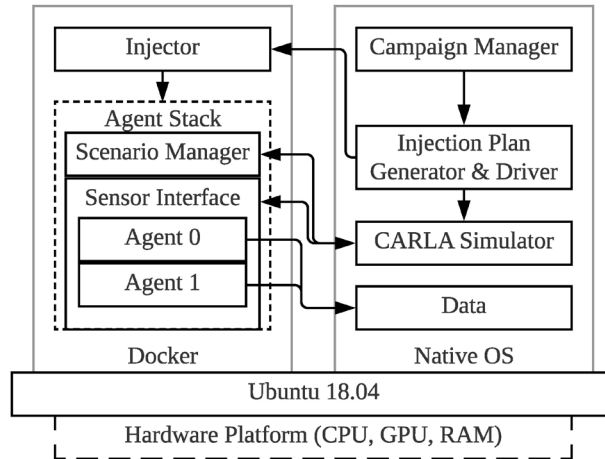 Injector
Campaign Manager
Agent Stack
Scenario Manager
Injection Plan
Generator & Driver
Sensor Interface
Agent 0
CARLA Simulator
Agent 1
Data
Docker
Native OS
Ubuntu 18.04
Hardware Platform (CPU, GPU, RAM)